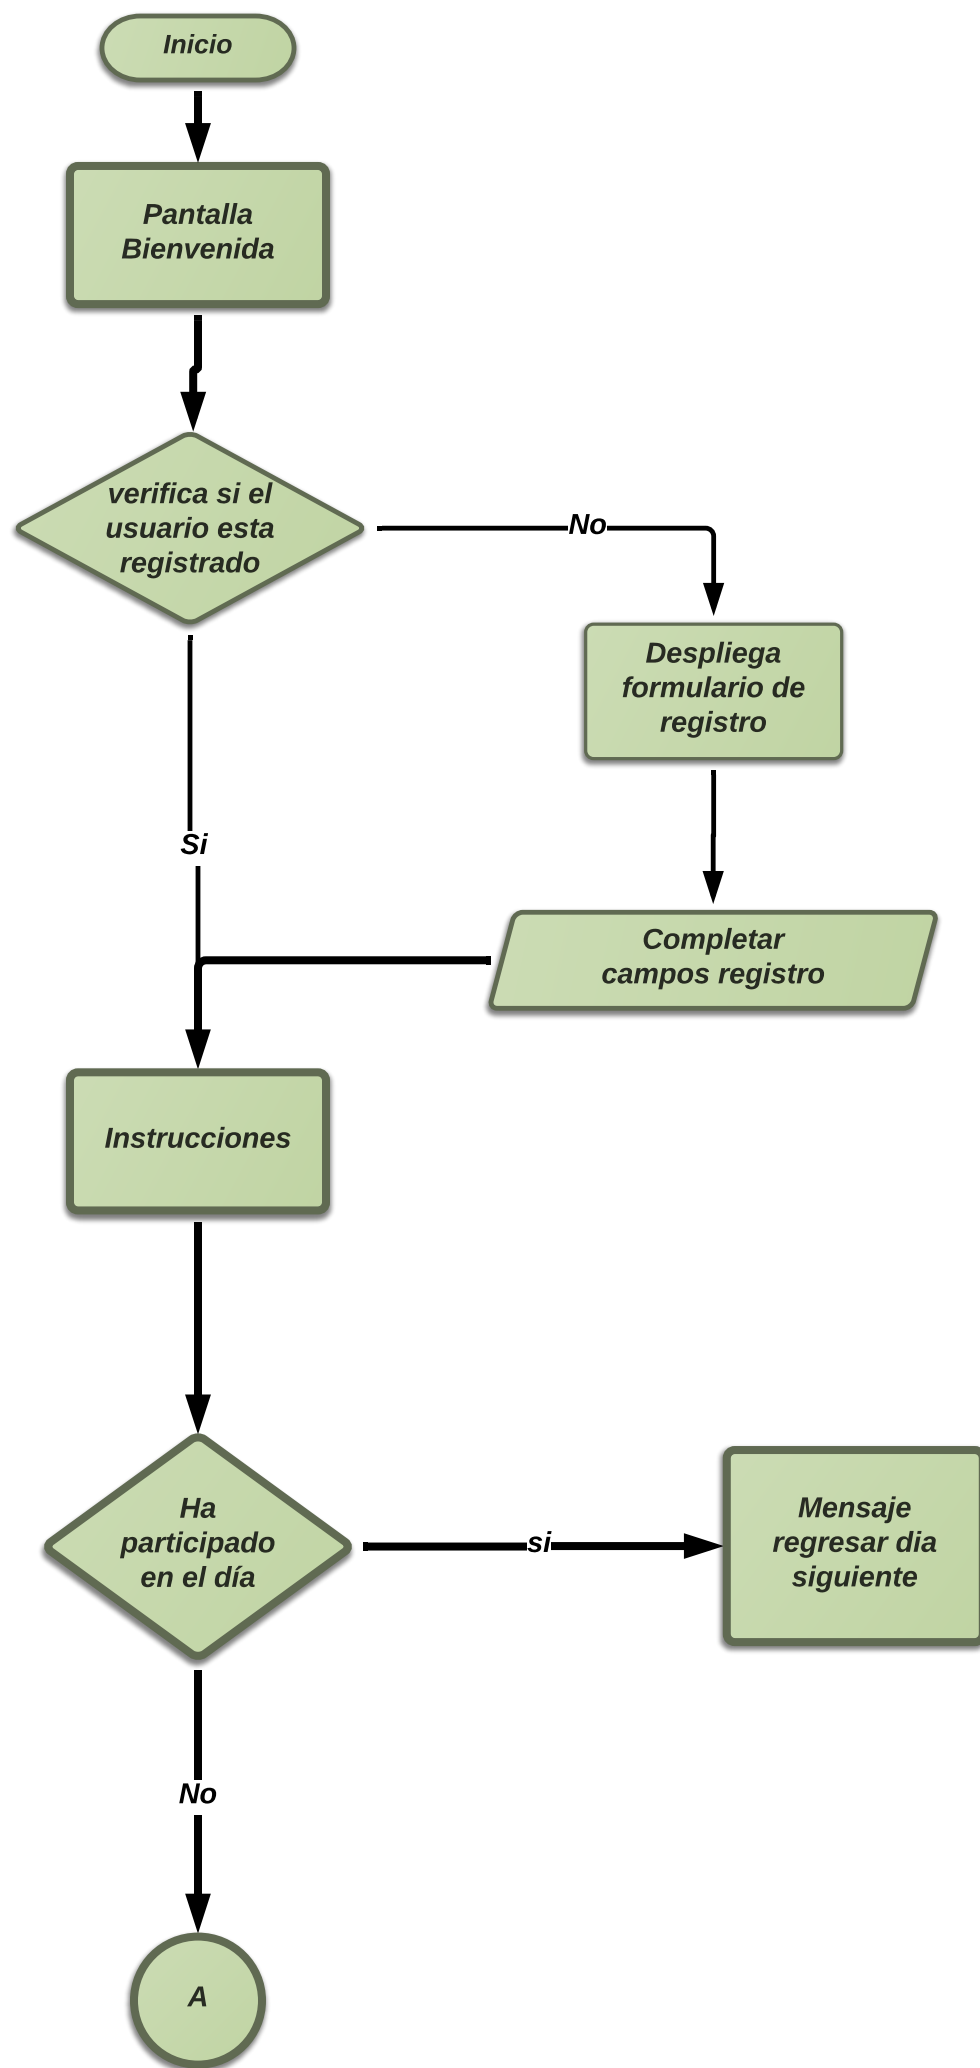 Inicio
Pantalla
Bienvenida
verifica si el
usuario esta
registrado
No
Despliega
formulario de
registro
Si
Completar
campos registro
Instrucciones
Ha
participado
en el día
si
Mensaje
regresar dia
siguiente
No
A